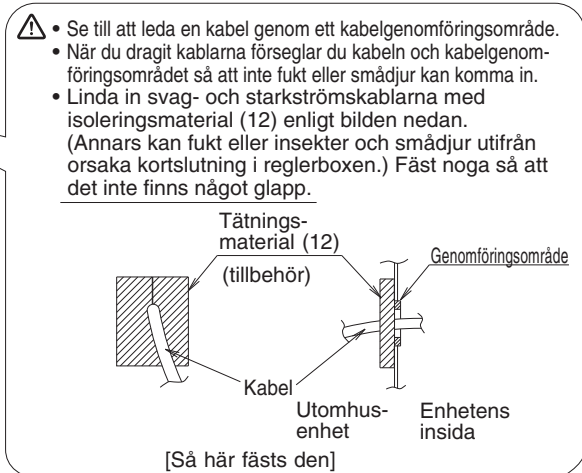 • Se till att leda en kabel genom ett kabelgenomföringsområde.
• När du dragit kablarna förseglar du kabeln och kabelgenom-
föringsområdet så att inte fukt eller smådjur kan komma in.
• Linda in svag- och starkströmskablarna med
isoleringsmaterial (12) enligt bilden nedan.
(Annars kan fukt eller insekter och smådjur utifrån
orsaka kortslutning i reglerboxen.) Fäst noga så att
det inte finns något glapp.
Tätnings-
material (12)
(tillbehör)
Genomföringsområde
Kabel
Utomhus-
enhet
Enhetens
insida
[Så här fästs den]